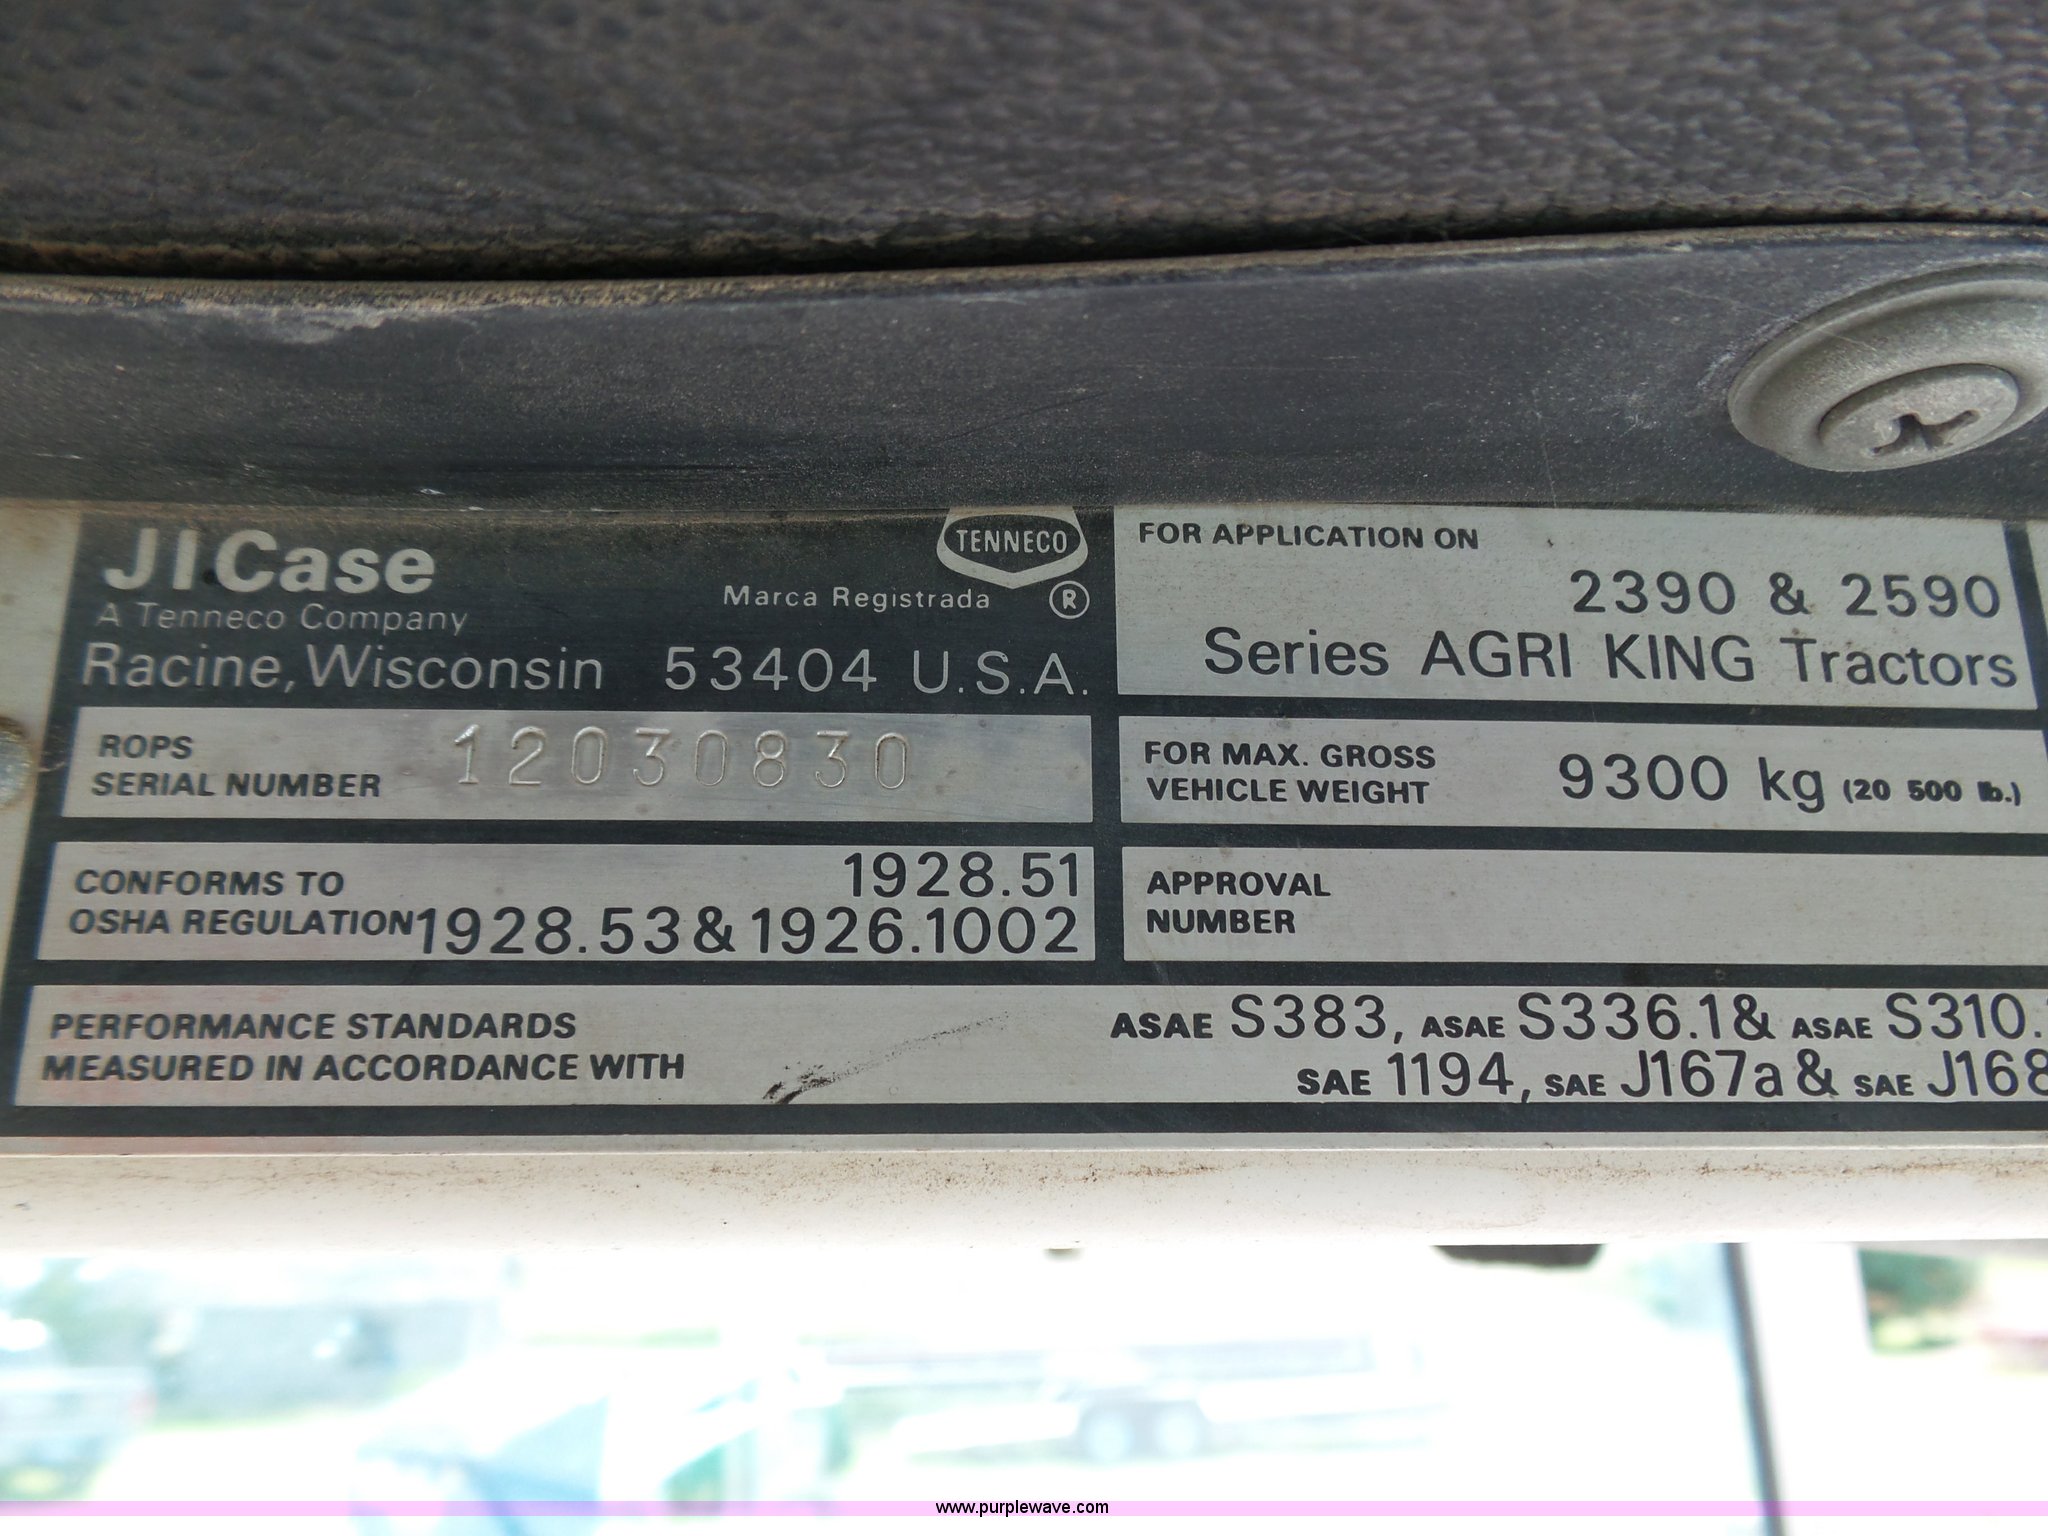 JICase
A Tenneco Company
TENNECO
Marca Registrada ®
Racine, Wisconsin 53404 U.S.A.
FOR APPLICATION ON
2390 & 2590
Series AGRI KING Tractors
ROPS
SERIAL NUMBER 12030830
FOR MAX. GROSS
VEHICLE WEIGHT 9300 kg (20 500 lb.)
CONFORMS TO 1928.51
OSHA REGULATION 1928.53 & 1926.1002
APPROVAL
NUMBER
PERFORMANCE STANDARDS
MEASURED IN ACCORDANCE WITH
ASAE S383, ASAE S336.1 & ASAE S310.
SAE 1194, SAE J167a & SAE J168
www.purplewave.com